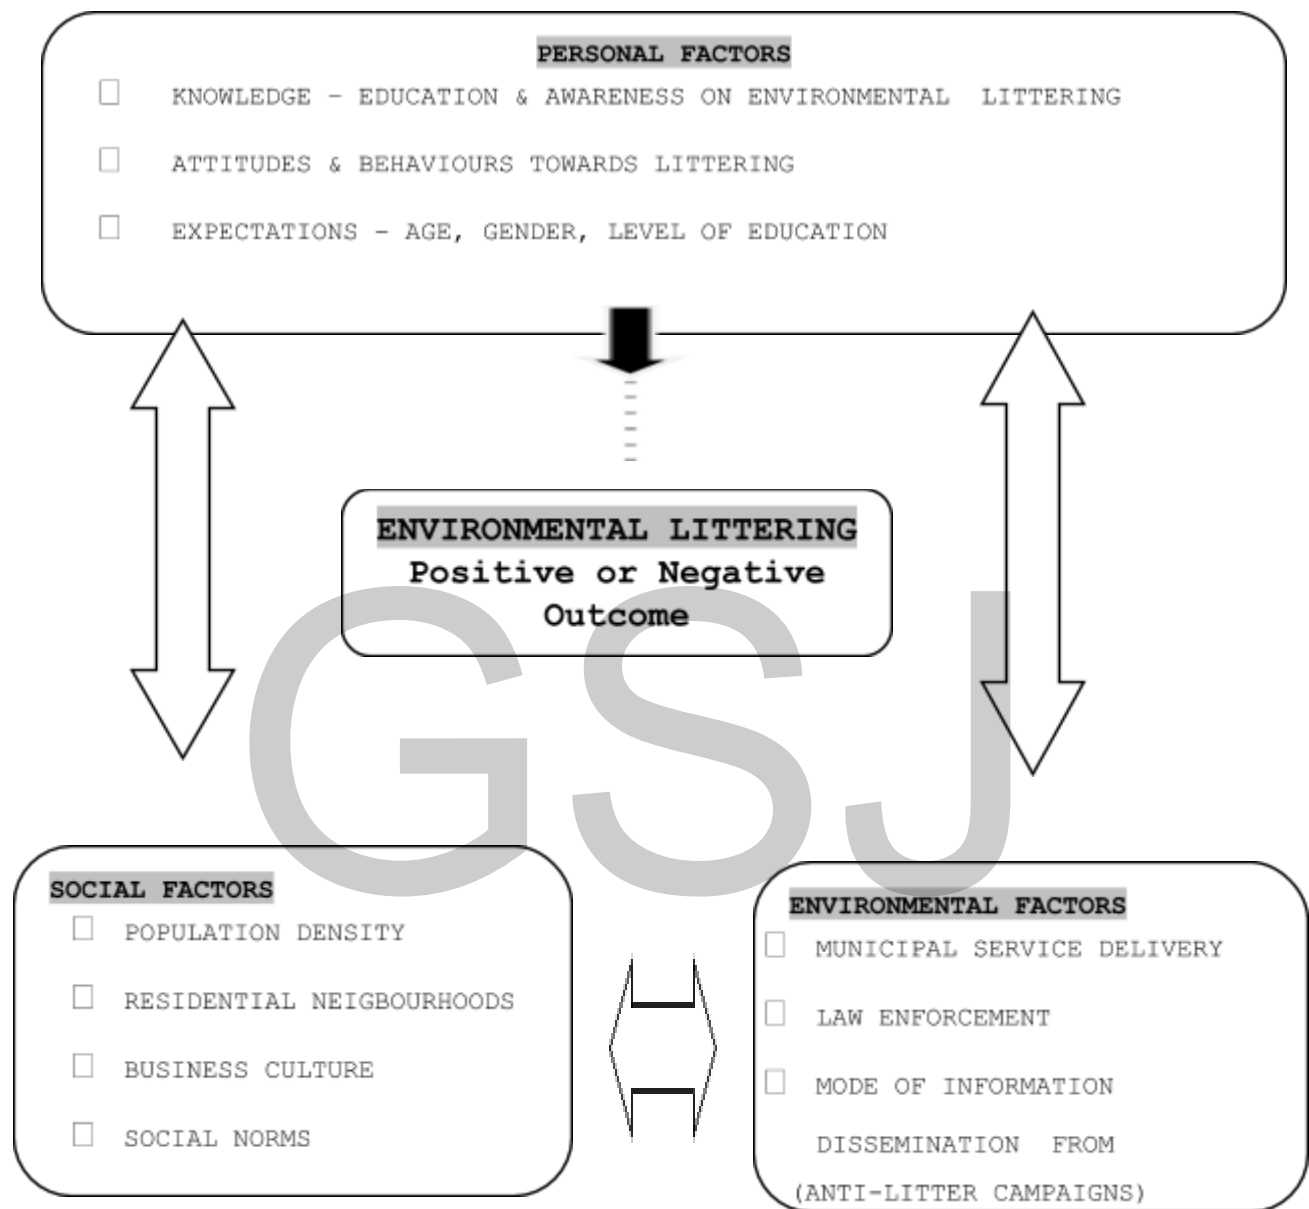 PERSONAL FACTORS
KNOWLEDGE – EDUCATION & AWARENESS ON ENVIRONMENTAL LITTERING
ATTITUDES & BEHAVIOURS TOWARDS LITTERING
EXPECTATIONS – AGE, GENDER, LEVEL OF EDUCATION
ENVIRONMENTAL LITTERING
Positive or Negative
Outcome
GSJ
SOCIAL FACTORS
POPULATION DENSITY
RESIDENTIAL NEIGBOURHOODS
BUSINESS CULTURE
SOCIAL NORMS
ENVIRONMENTAL FACTORS
MUNICIPAL SERVICE DELIVERY
LAW ENFORCEMENT
MODE OF INFORMATION
DISSEMINATION FROM
(ANTI-LITTER CAMPAIGNS)